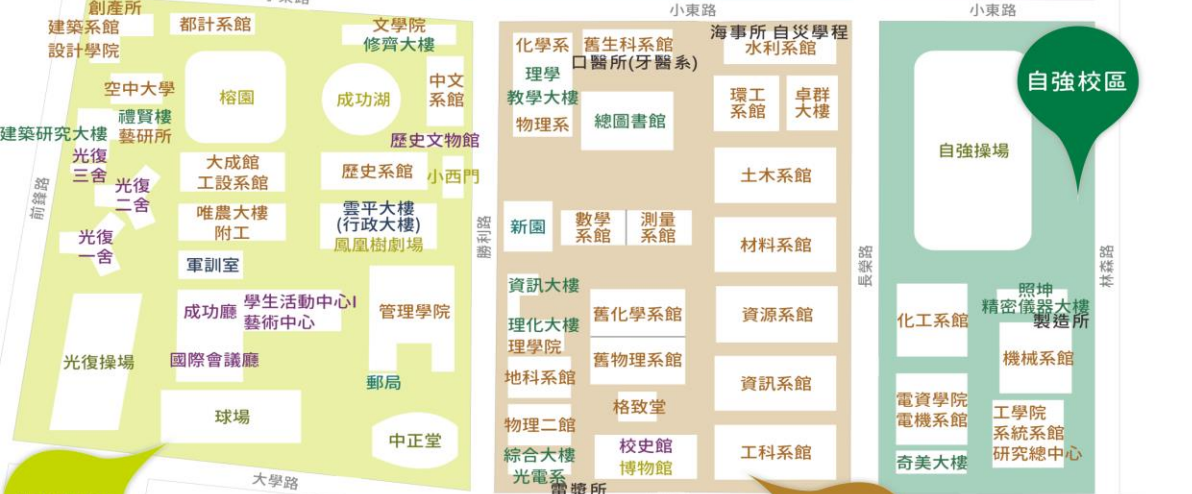 小東路
小東路
創產所
建築系館
設計學院
都計系館
文學院
修齊大樓
空中大學
榕園
成功湖
中文
系館
建築研究大樓
禮賢樓
藝研所
歷史文物館
光復
三舍
大成館
工設系館
歷史系館
小西門
光復
二舍
前鋒路
唯農大樓
附工
雲平大樓
(行政大樓)
鳳凰樹劇場
光復
一舍
軍訓室
成功廳
學生活動中心I
藝術中心
管理學院
光復操場
國際會議廳
郵局
球場
中正堂
大學路
勝利路
化學系
舊生科系館
海事所 自災學程
水利系館
口醫所(牙醫系)
理學
教學大樓
物理系
總圖書館
環工
系館
卓群
大樓
土木系館
新園
數學
系館
測量
系館
材料系館
資訊大樓
理化大樓
理學院
舊化學系館
資源系館
地科系館
舊物理系館
資訊系館
物理二館
格致堂
綜合大樓
光電系
校史館
博物館
工科系館
電漿所
長榮路
自強校區
自強操場
林森路
化工系館
照坤
精密儀器大樓
製造所
機械系館
電資學院
電機系館
工學院
系統系館
研究總中心
奇美大樓